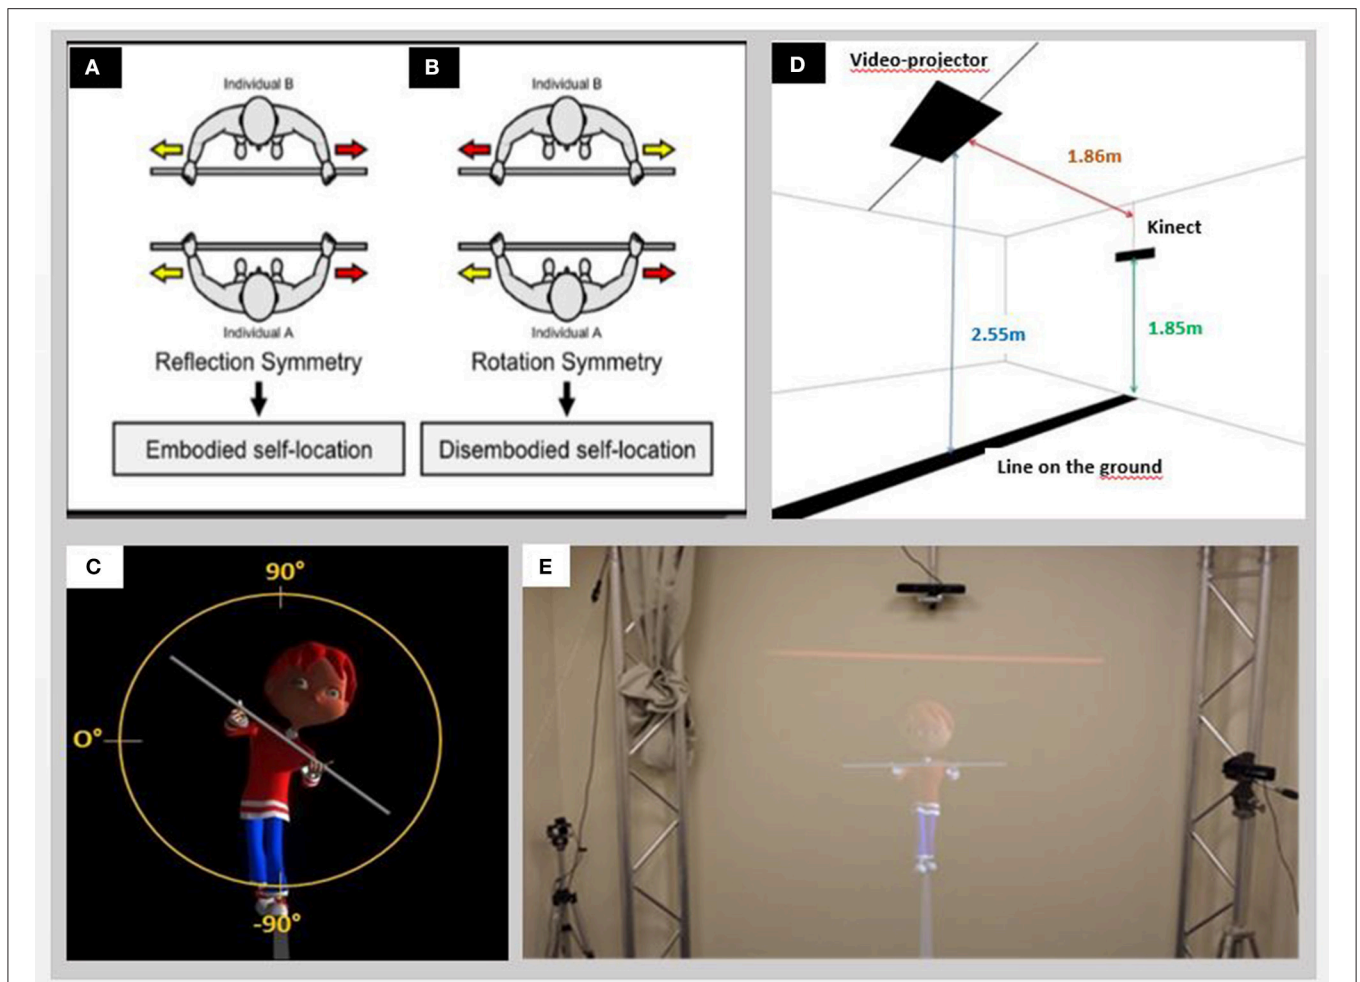 A
Individual B
Individual A
Reflection Symmetry
Embodied self-location
B
Individual B
Individual A
Rotation Symmetry
Disembodied self-location
D
Video-projector
1.86m
Kinect
2.55m
1.85m
Line on the ground
C
90°
O°
-90°
E